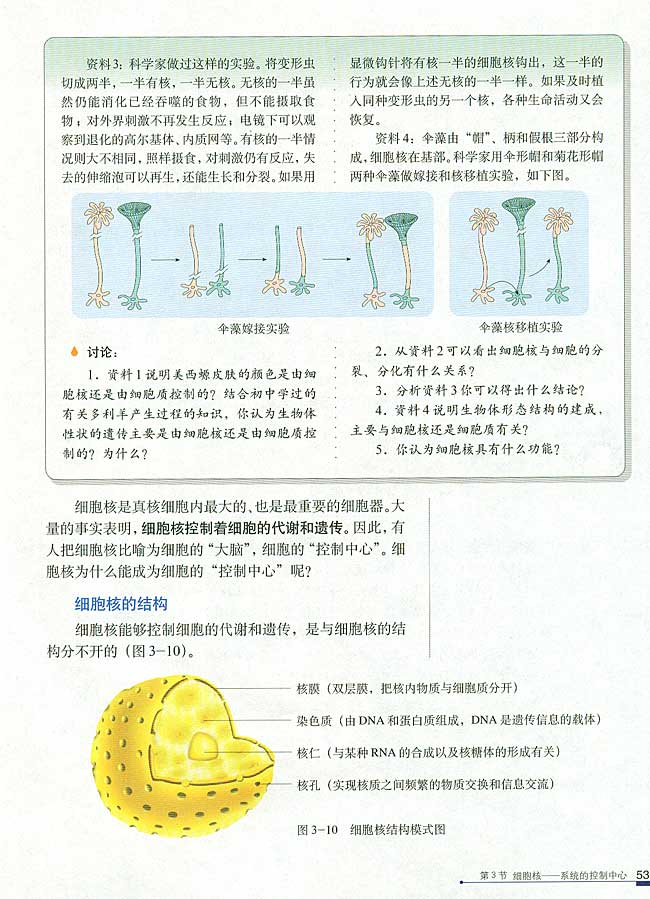 资料3：科学家做过这样的实验。将变形虫
切成两半，一半有核，一半无核。无核的一半虽
然仍能消化已经吞噬的食物，但不能摄取食
物；对外界刺激不再发生反应；电镜下可以观
察到退化的高尔基体、内质网等。有核的一半情
况则大不相同，照样摄食，对刺激仍有反应，失
去的伸缩泡可以再生，还能生长和分裂。如果用
显微钩针将有核一半的细胞核钩出，这一半的
行为就会像上述无核的一半一样。如果及时植
入同种变形虫的另一个核，各种生命活动又会
恢复。
资料4：伞藻由“帽”、柄和假根三部分构
成，细胞核在基部。科学家用伞形帽和菊花形帽
两种伞藻做嫁接和核移植实验，如下图。
伞藻嫁接实验
伞藻核移植实验
讨论：
1．资料1说明美西螈皮肤的颜色是由细
胞核还是由细胞质控制的？结合初中学过的
有关多利羊产生过程的知识，你认为生物体
性状的遗传主要是由细胞核还是由细胞质控
制的？为什么？
2．从资料2可以看出细胞核与细胞的分
裂、分化有什么关系？
3．分析资料3你可以得出什么结论？
4．资料4说明生物体形态结构的建成，
主要与细胞核还是细胞质有关？
5．你认为细胞核具有什么功能？
细胞核是真核细胞内最大的、也是最重要的细胞器。大
量的事实表明，细胞核控制着细胞的代谢和遗传。因此，有
人把细胞核比喻为细胞的“大脑”，细胞的“控制中心”。细
胞核为什么能成为细胞的“控制中心”呢？
细胞核的结构
细胞核能够控制细胞的代谢和遗传，是与细胞核的结
构分不开的（图3-10）。
核膜（双层膜，把核内物质与细胞质分开）
染色质（由DNA和蛋白质组成，DNA是遗传信息的载体）
核仁（与某种RNA的合成以及核糖体的形成有关）
核孔（实现核质之间频繁的物质交换和信息交流）
图3-10 细胞核结构模式图
第3节 细胞核——系统的控制中心 53